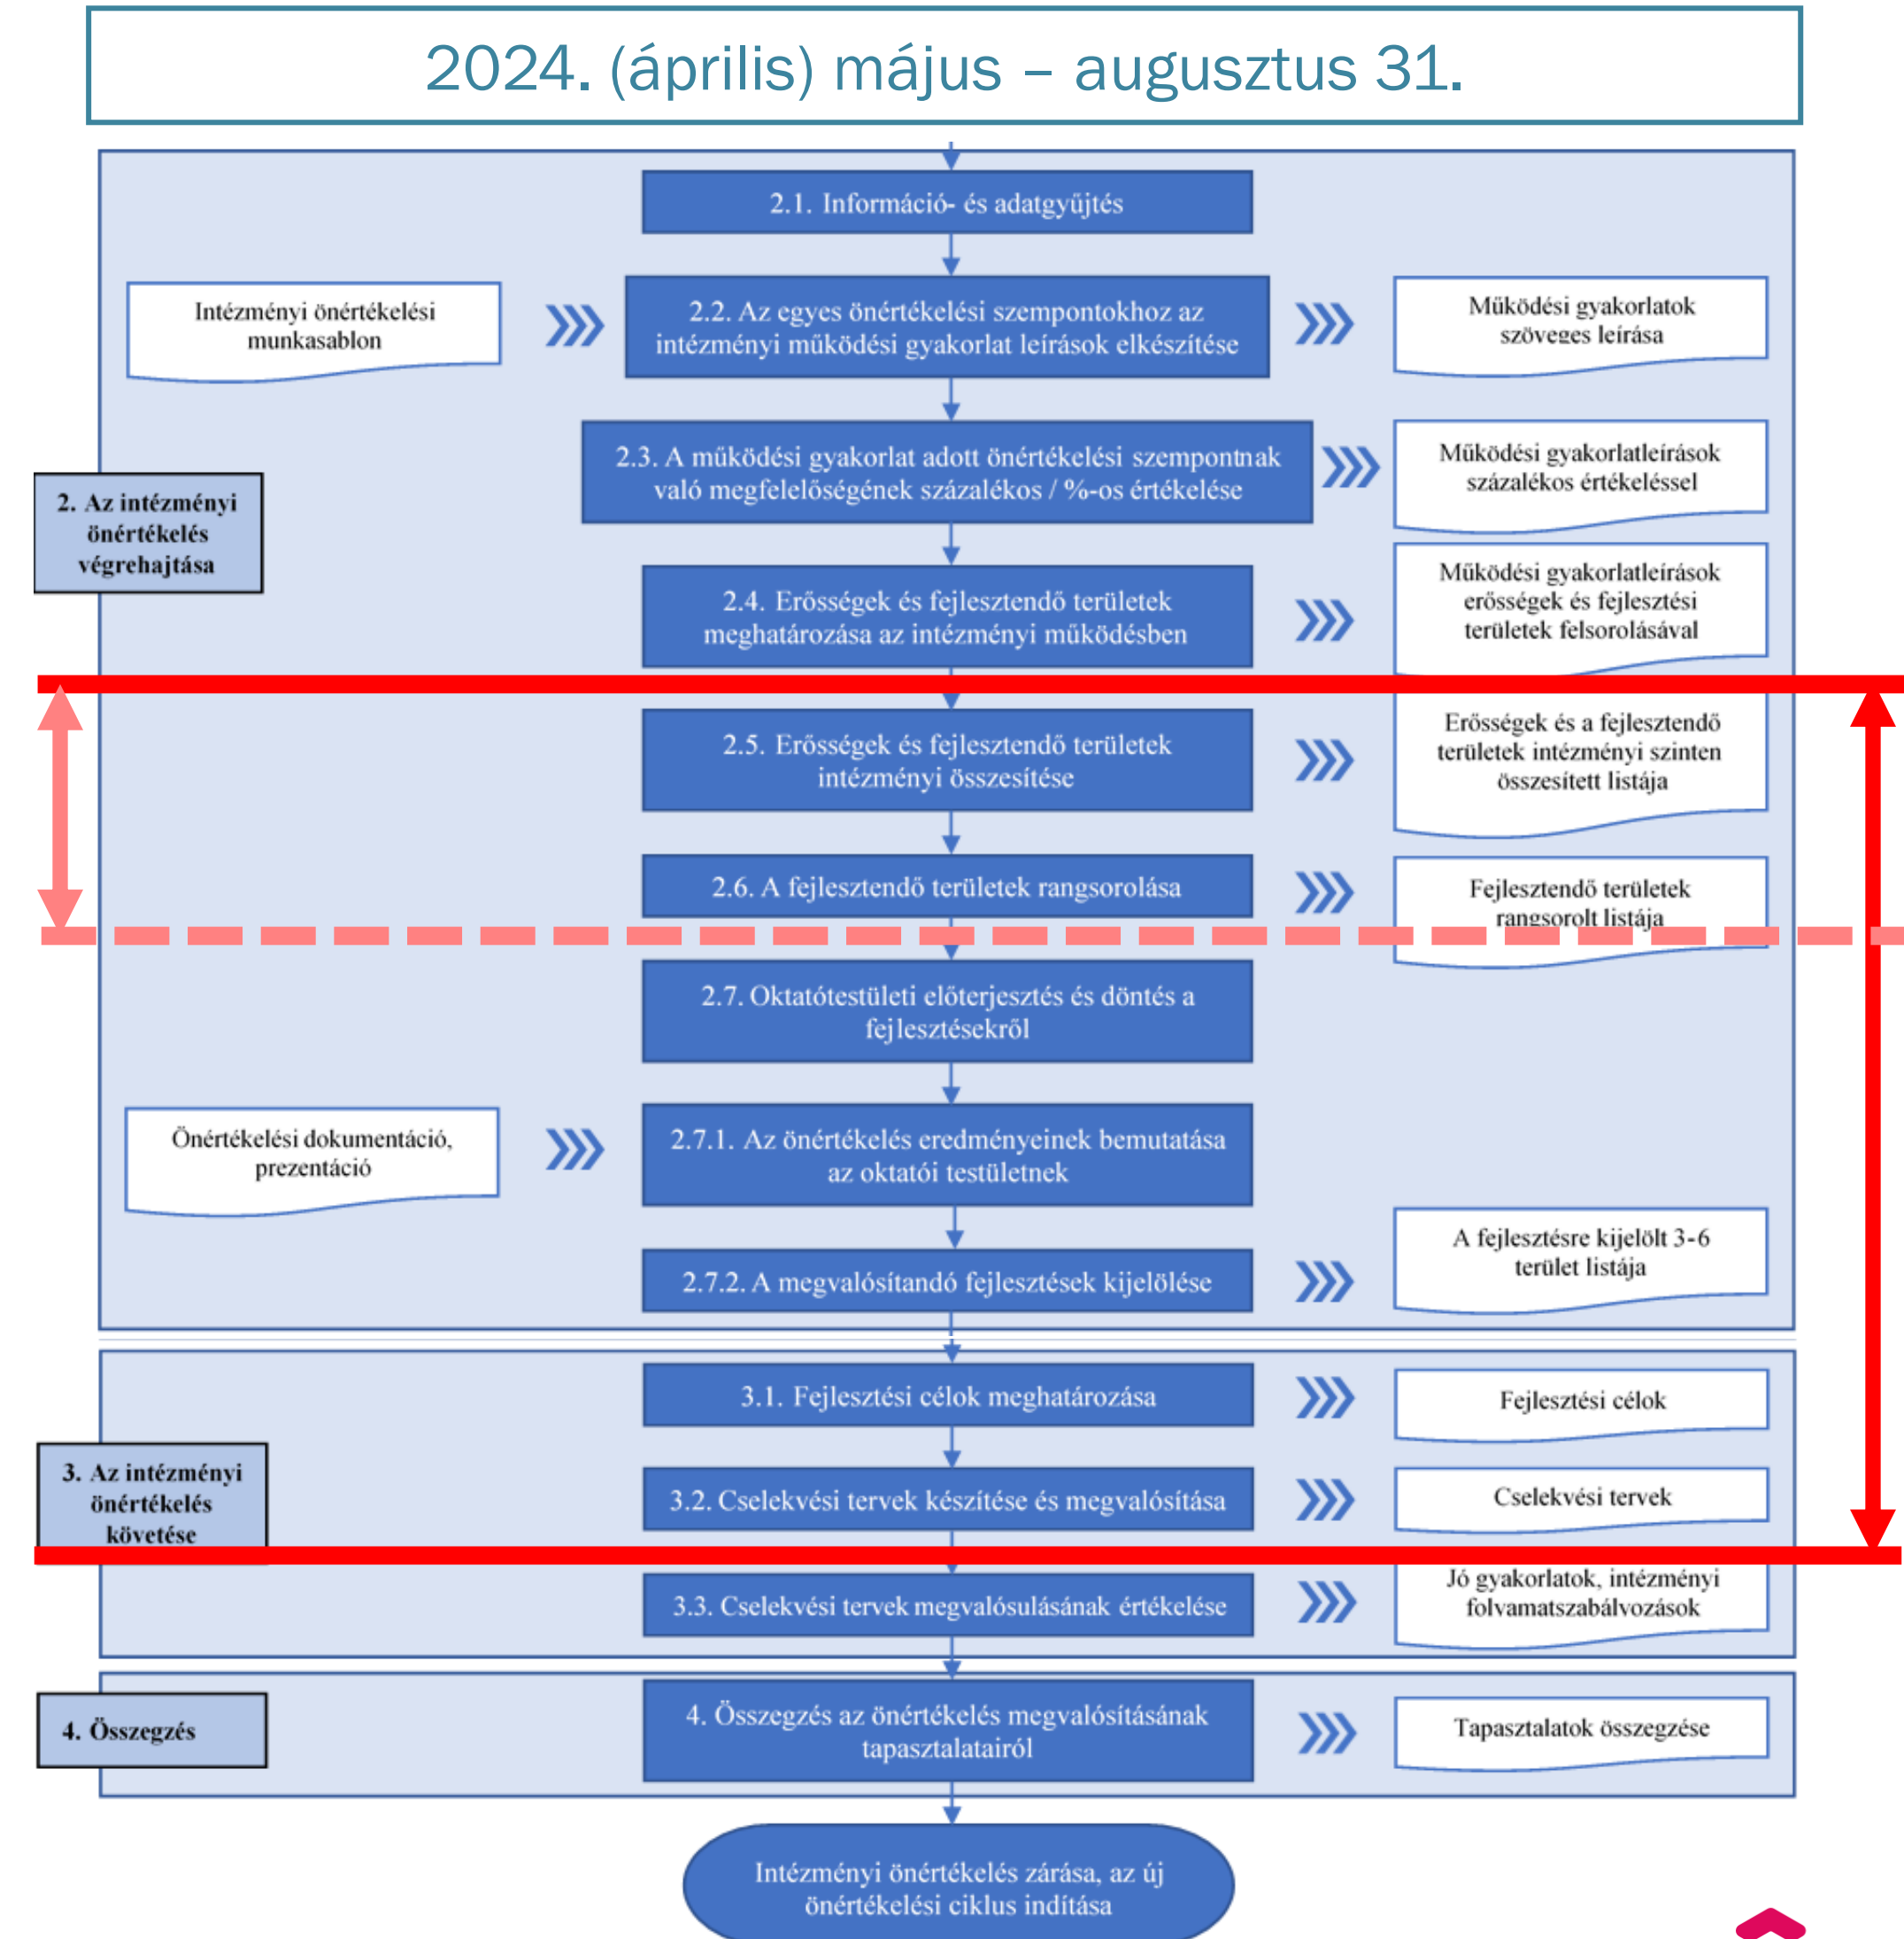 2024. (április) május – augusztus 31.
2.1. Információ- és adatgyűjtés
Intézményi önértékelési
munkasablon
2.2. Az egyes önértékelési szempontokhoz az
intézményi működési gyakorlat leírások elkészítése
Működési gyakorlatok
szöveges leírása
2. Az intézményi
önértékelés
végrehajtása
2.3. A működési gyakorlat adott önértékelési szempontnak
való megfelelőségének százalékos / %-os értékelése
Működési gyakorlatleírások
százalékos értékeléssel
2.4. Erősségek és fejlesztendő területek
meghatározása az intézményi működésben
Működési gyakorlatleírások
erősségek és fejlesztési
területek felsorolásával
2.5. Erősségek és fejlesztendő területek
intézményi összesítése
Erősségek és a fejlesztendő
területek intézményi szinten
összesített listája
2.6. A fejlesztendő területek rangsorolása
Fejlesztendő területek
rangsorolt listája
2.7. Oktatótestületi előterjesztés és döntés a
fejlesztésekről
Önértékelési dokumentáció,
prezentáció
2.7.1. Az önértékelés eredményeinek bemutatása
az oktatói testületnek
2.7.2. A megvalósítandó fejlesztések kijelölése
A fejlesztésre kijelölt 3-6
terület listája
3. Az intézményi
önértékelés
követése
3.1. Fejlesztési célok meghatározása
Fejlesztési célok
3.2. Cselekvési tervek készítése és megvalósítása
Cselekvési tervek
3.3. Cselekvési tervek megvalósulásának értékelése
Jó gyakorlatok, intézményi
folyamatszabályozások
4. Összegzés
4. Összegzés az önértékelés megvalósításának
tapasztalatairól
Tapasztalatok összegzése
Intézményi önértékelés zárása, az új
önértékelési ciklus indítása